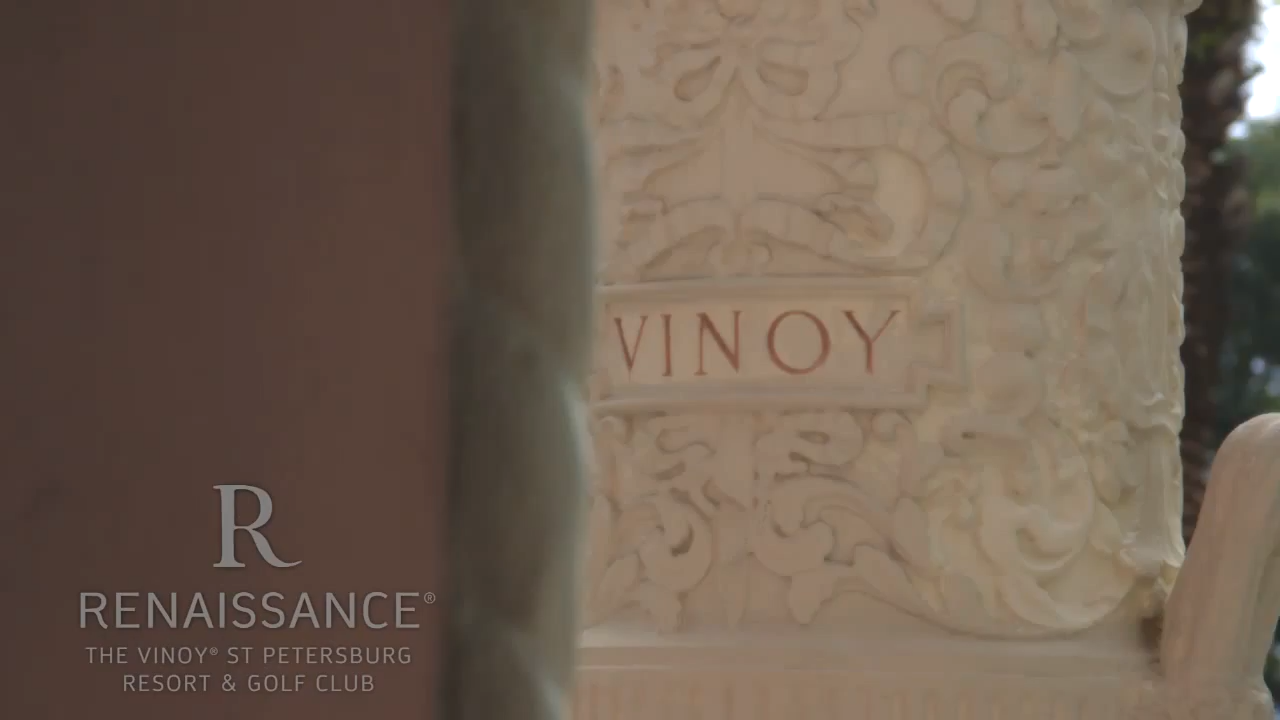 VINOY
R
RENAISSANCE®
THE VINOY® ST PETERSBURG
RESORT & GOLF CLUB